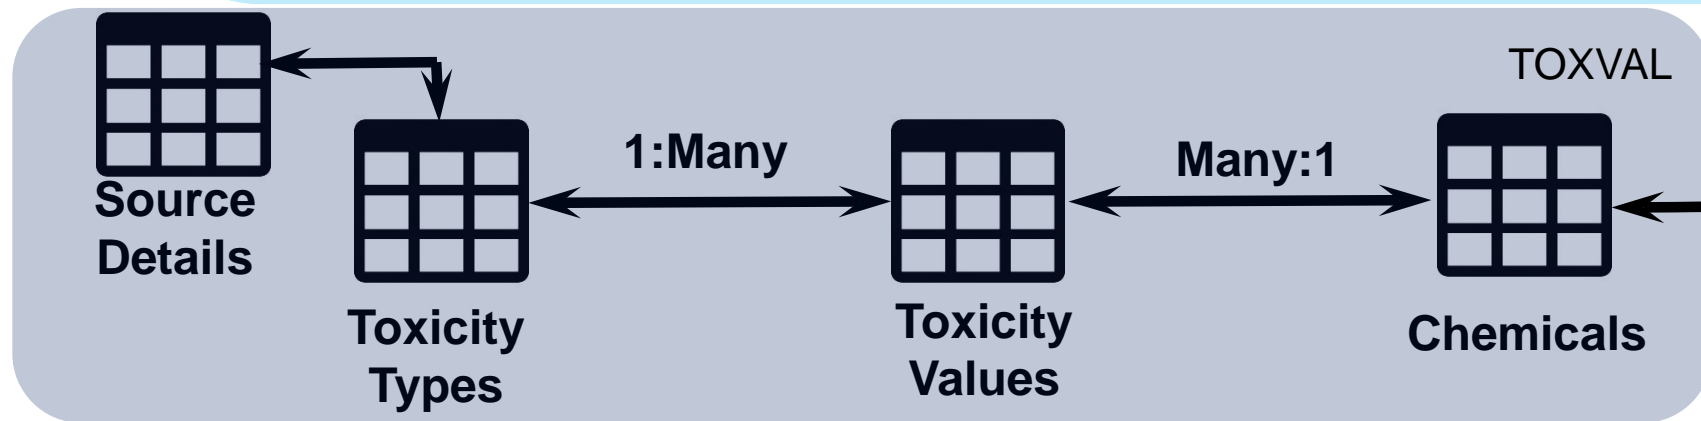 TOXVAL
1:Many
Many:1
Source
Details
Toxicity
Types
Toxicity
Values
Chemicals